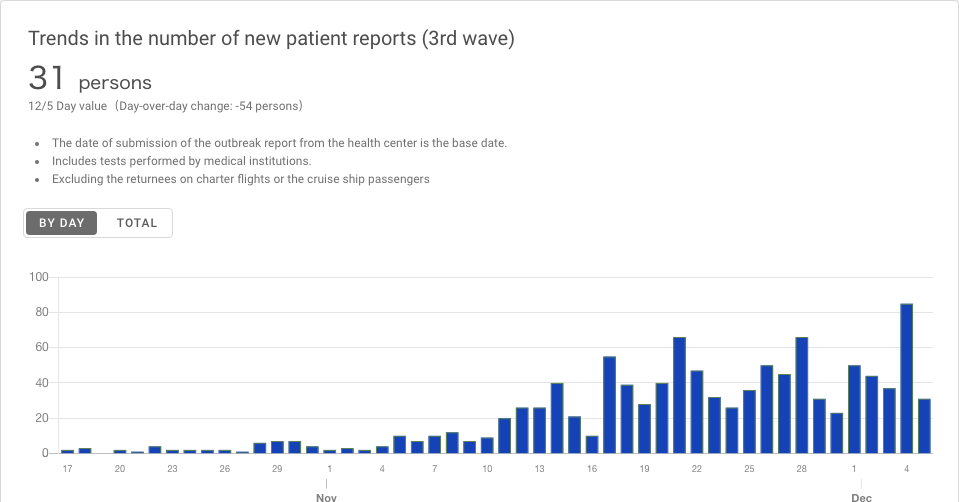 Trends in the number of new patient reports (3rd wave)
31 persons
12/5 Day value（Day-over-day change: -54 persons）
The date of submission of the outbreak report from the health center is the base date.
Includes tests performed by medical institutions.
Excluding the returnees on charter flights or the cruise ship passengers
BY DAY TOTAL
100
80
60
40
20
0
17 20 23 26 29 1 4 7 10 13 16 19 22 25 28 1 4
Nov Dec